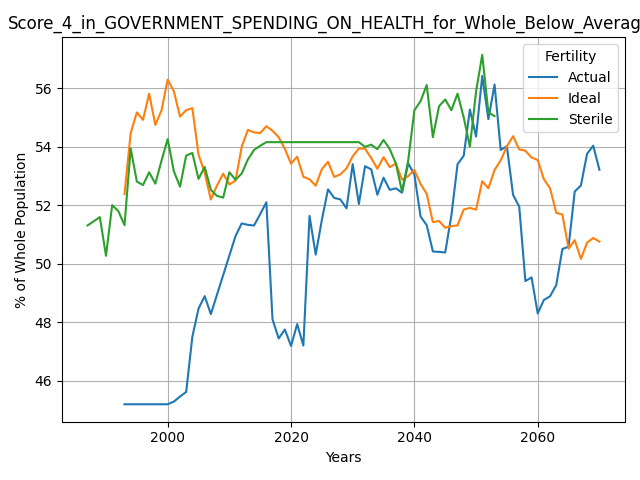 Score_4_in_GOVERNMENT_SPENDING_ON_HEALTH_for_Whole_Below_Averag
Fertility
Actual
Ideal
Sterile
% of Whole Population
56
54
52
50
48
46
2000 2020 2040 2060
Years